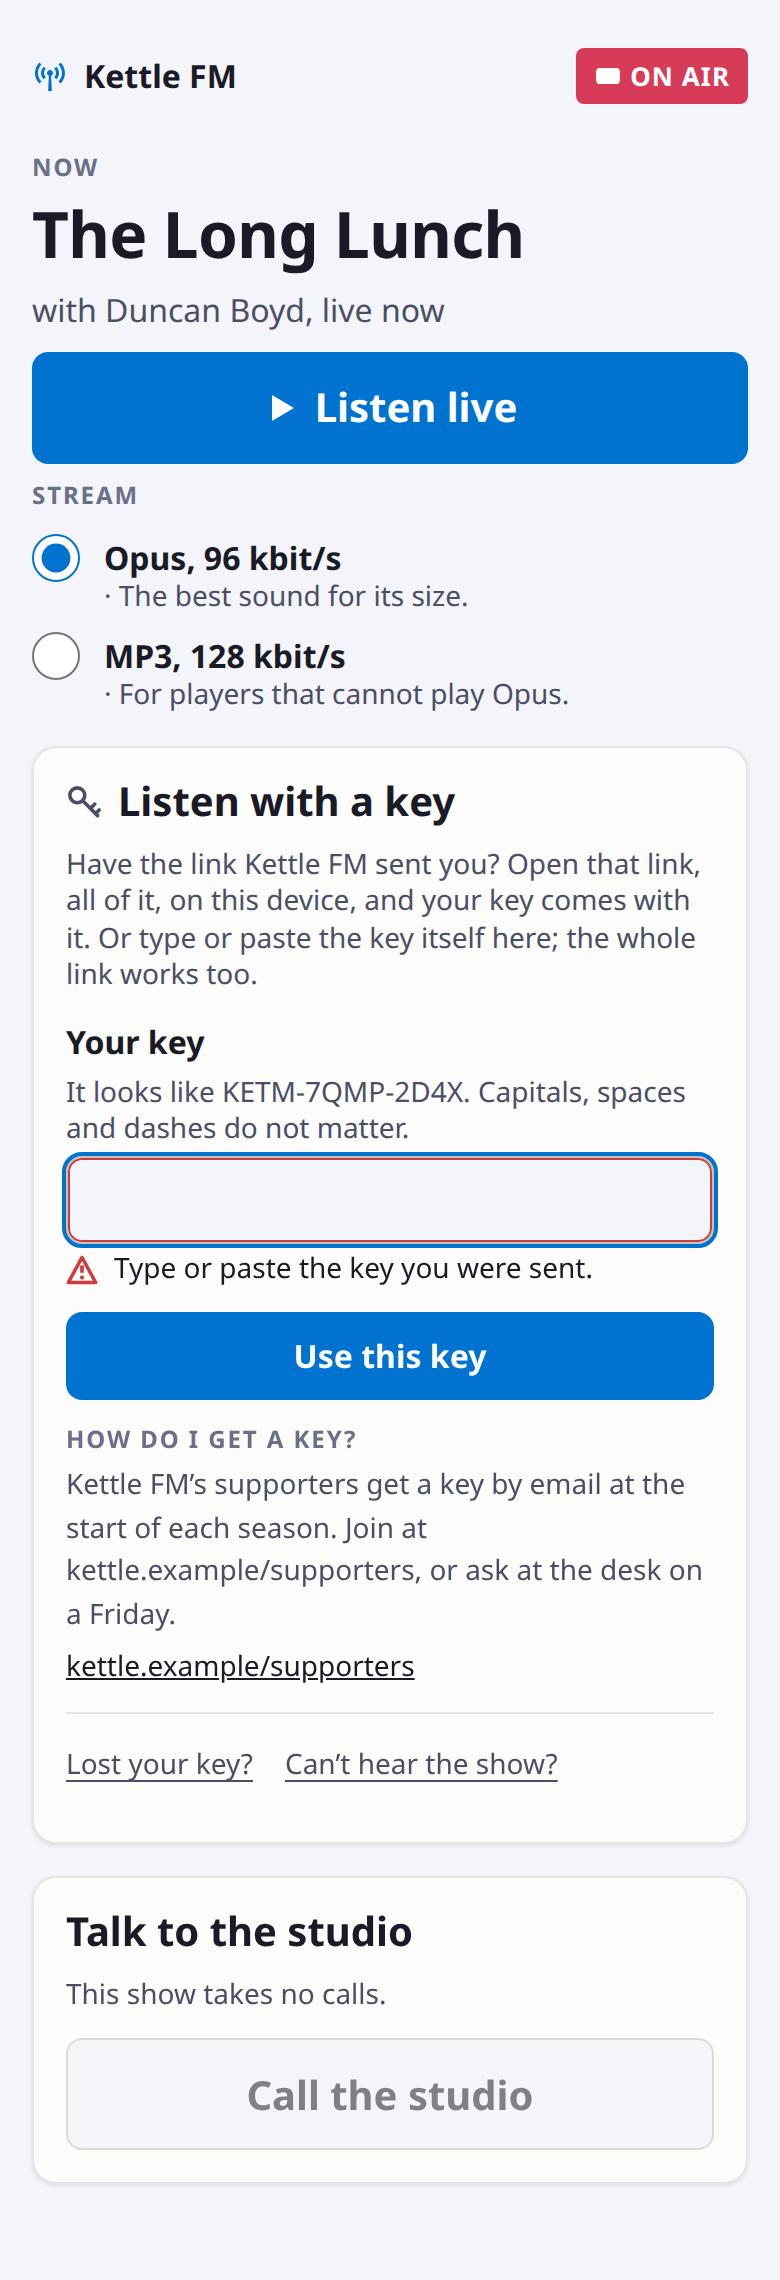 Kettle FM
ON AIR
NOW
The Long Lunch
with Duncan Boyd, live now
Listen live
STREAM
Opus, 96 kbit/s
· The best sound for its size.
MP3, 128 kbit/s
· For players that cannot play Opus.
Listen with a key
Have the link Kettle FM sent you? Open that link,
all of it, on this device, and your key comes with
it. Or type or paste the key itself here; the whole
link works too.
Your key
It looks like KETM-7QMP-2D4X. Capitals, spaces
and dashes do not matter.
Type or paste the key you were sent.
Use this key
HOW DO I GET A KEY?
Kettle FM’s supporters get a key by email at the
start of each season. Join at
kettle.example/supporters, or ask at the desk on
a Friday.
kettle.example/supporters
Lost your key? Can’t hear the show?
Talk to the studio
This show takes no calls.
Call the studio